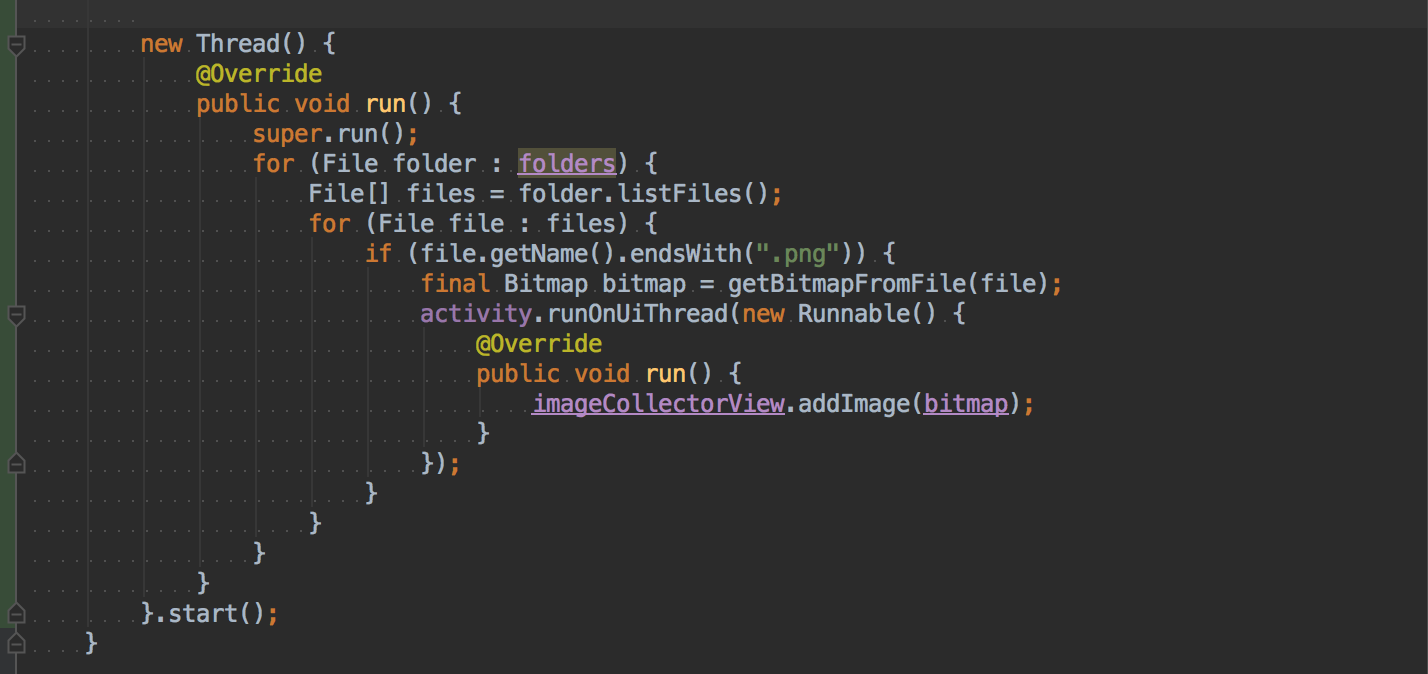 new Thread() {
@Override
public void run() {
super.run();
for (File folder : folders) {
File[] files = folder.listFiles();
for (File file : files) {
if (file.getName().endsWith(".png")) {
final Bitmap bitmap = getBitmapFromFile(file);
activity.runOnUiThread(new Runnable() {
@Override
public void run() {
imageCollectorView.addImage(bitmap);
}
});
}
}
}
}
}.start();
}